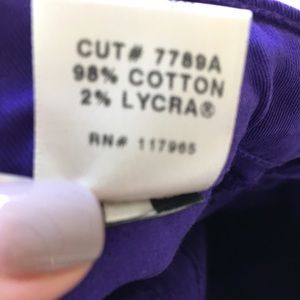 CUT# 7789A
98% COTTON
2% LYCRA®
RN# 117965